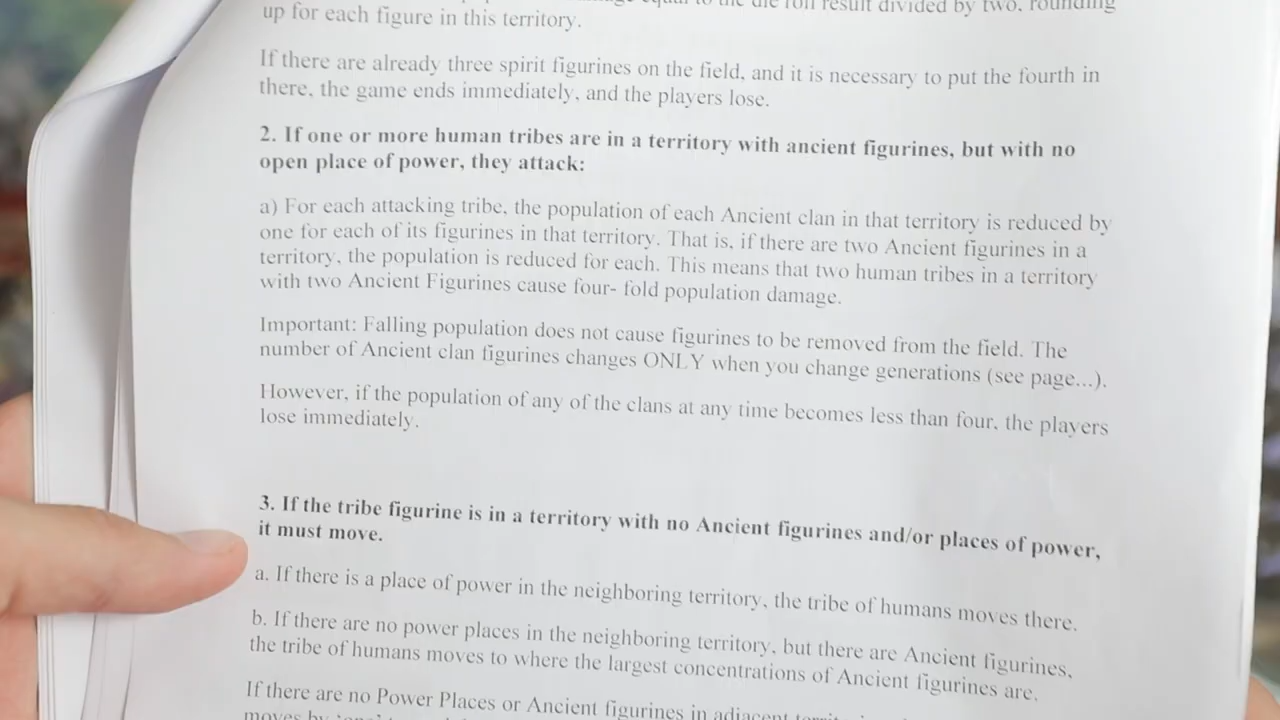 equal to the die roll result divided by two, rounding
up for each figure in this territory.
If there are already three spirit figurines on the field, and it is necessary to put the fourth in
there, the game ends immediately, and the players lose.
2. If one or more human tribes are in a territory with ancient figurines, but with no
open place of power, they attack:
a) For each attacking tribe, the population of each Ancient clan in that territory is reduced by
one for each of its figurines in that territory. That is, if there are two Ancient figurines in a
territory, the population is reduced for each. This means that two human tribes in a territory
with two Ancient Figurines cause four- fold population damage.
Important: Falling population does not cause figurines to be removed from the field. The
number of Ancient clan figurines changes ONLY when you change generations (see page...).
However, if the population of any of the clans at any time becomes less than four, the players
lose immediately.
3. If the tribe figurine is in a territory with no Ancient figurines and/or places of power,
it must move.
a. If there is a place of power in the neighboring territory, the tribe of humans moves there.
b. If there are no power places in the neighboring territory, but there are Ancient figurines,
the tribe of humans moves to where the largest concentrations of Ancient figurines are.
If there are no Power Places or Ancient figurines in adjacent
moves by